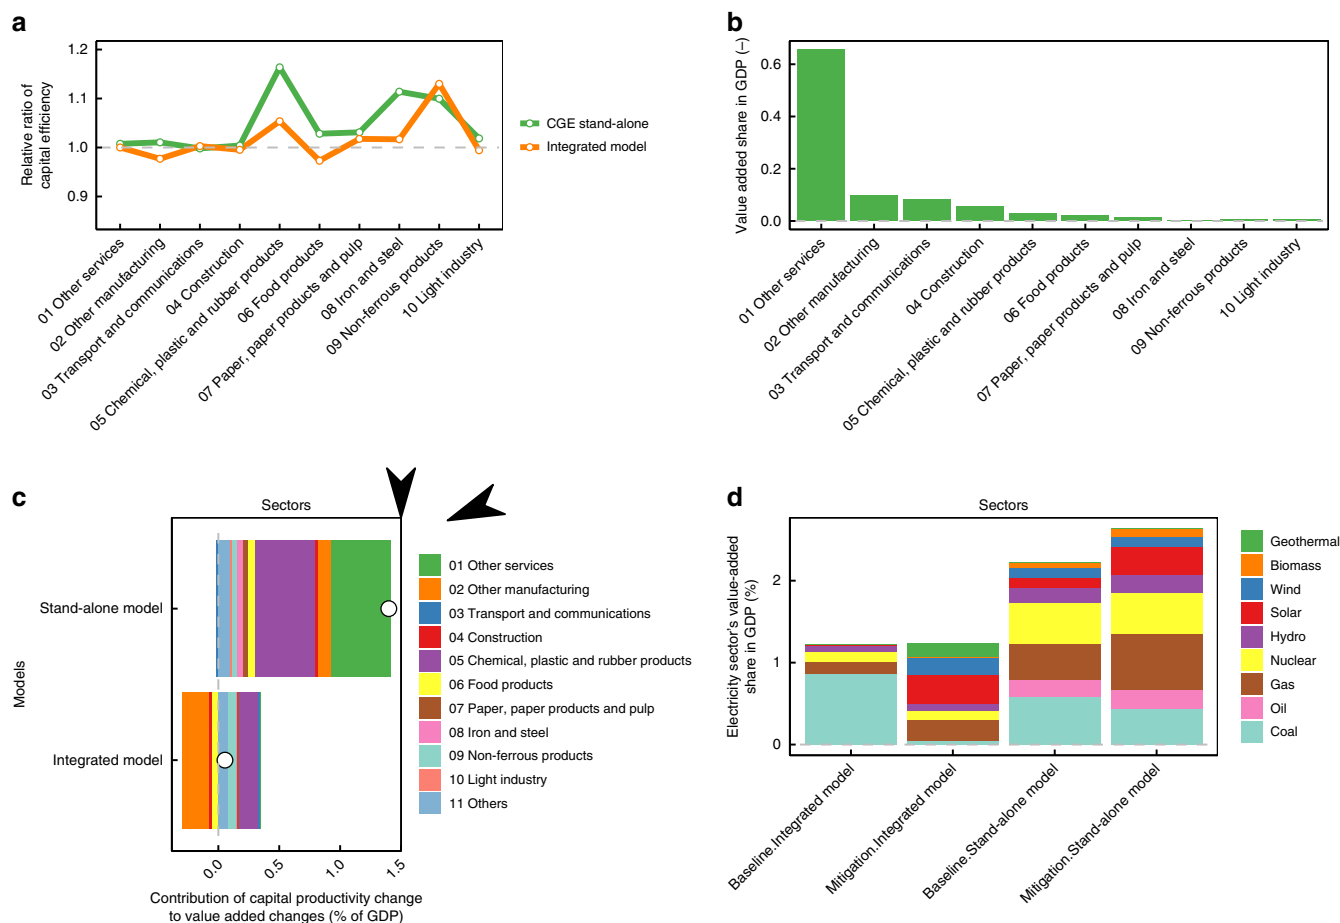 a
1.2
1.1
1.0
0.9
Relative ratio of
capital efficiency
CGE stand-alone
Integrated model
01 Other services
02 Other manufacturing
03 Transport and communications
04 Construction
05 Chemical, plastic and rubber products
06 Food products
07 Paper, paper products and pulp
08 Iron and steel
09 Non-ferrous products
10 Light industry
b
0.6
0.4
0.2
0.0
Value added share in GDP (–)
01 Other services
02 Other manufacturing
03 Transport and communications
04 Construction
05 Chemical, plastic and rubber products
06 Food products
07 Paper, paper products and pulp
08 Iron and steel
09 Non-ferrous products
10 Light industry
c
Sectors
Models
Stand-alone model
Integrated model
0.0
0.5
1.0
1.5
Contribution of capital productivity change
to value added changes (% of GDP)
01 Other services
02 Other manufacturing
03 Transport and communications
04 Construction
05 Chemical, plastic and rubber products
06 Food products
07 Paper, paper products and pulp
08 Iron and steel
09 Non-ferrous products
10 Light industry
11 Others
d
Sectors
2
1
0
Electricity sector's value-added
share in GDP (%)
Baseline.Integrated model
Mitigation.Integrated model
Baseline.Stand-alone model
Mitigation.Stand-alone model
Geothermal
Biomass
Wind
Solar
Hydro
Nuclear
Gas
Oil
Coal